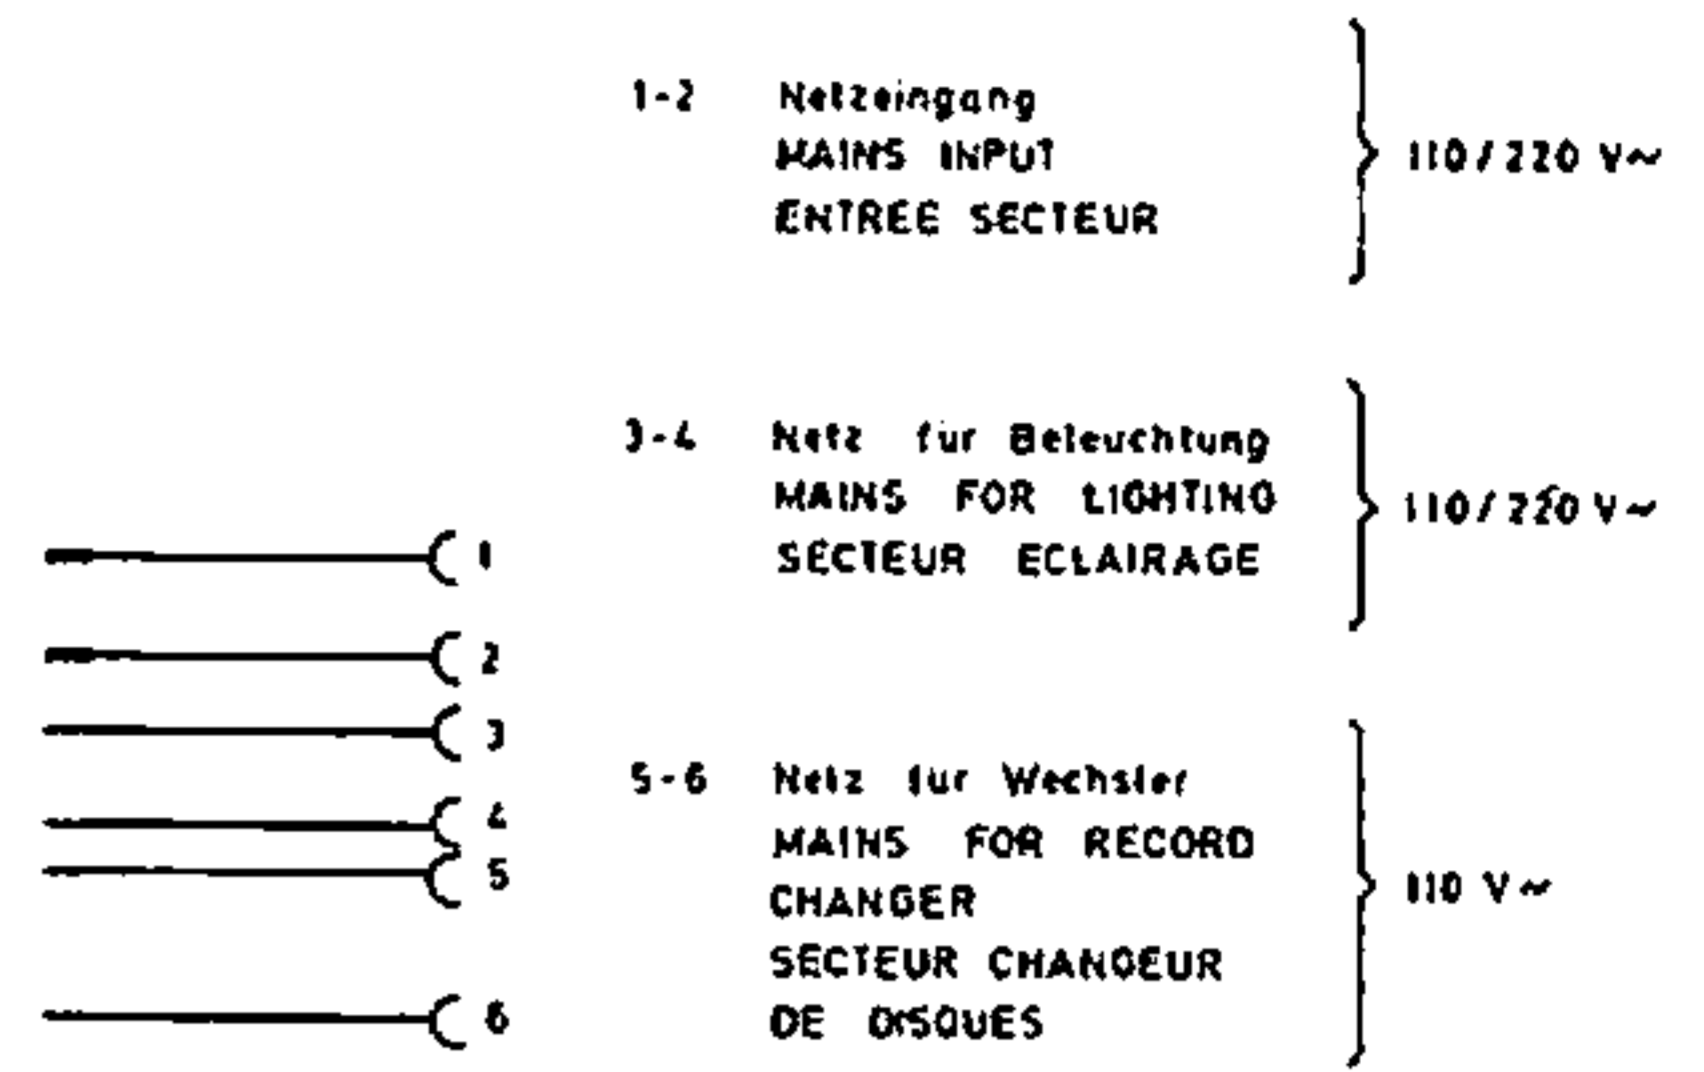 1-2 Netzeingang
MAINS INPUT
ENTREE SECTEUR
110/220 V~
3-4 Netz für Beleuchtung
MAINS FOR LIGHTING
SECTEUR ECLAIRAGE
110/220 V~
5-6 Netz fur Wechsler
MAINS FOR RECORD
CHANGER
SECTEUR CHANGEUR
DE DISQUES
110 V~
1
2
3
4
5
6